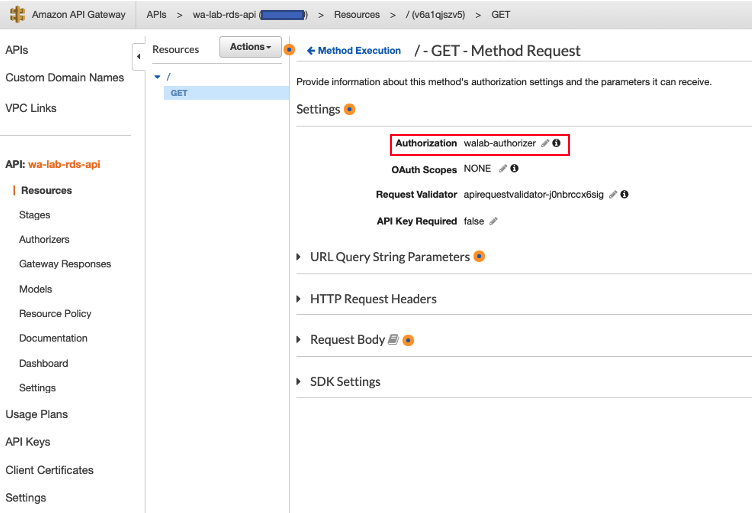 Amazon API Gateway
APIs > wa-lab-rds-api ( ) > Resources > / (v6a1qjszv5) > GET
APIs
Custom Domain Names
VPC Links
API: wa-lab-rds-api
Resources
Stages
Authorizers
Gateway Responses
Models
Resource Policy
Documentation
Dashboard
Settings
Usage Plans
API Keys
Client Certificates
Settings
Resources
Actions
/
GET
Method Execution / - GET - Method Request
Provide information about this method's authorization settings and the parameters it can receive.
Settings
Authorization walab-authorizer
OAuth Scopes NONE
Request Validator apirequestvalidator-j0nbrccx6sig
API Key Required false
URL Query String Parameters
HTTP Request Headers
Request Body
SDK Settings